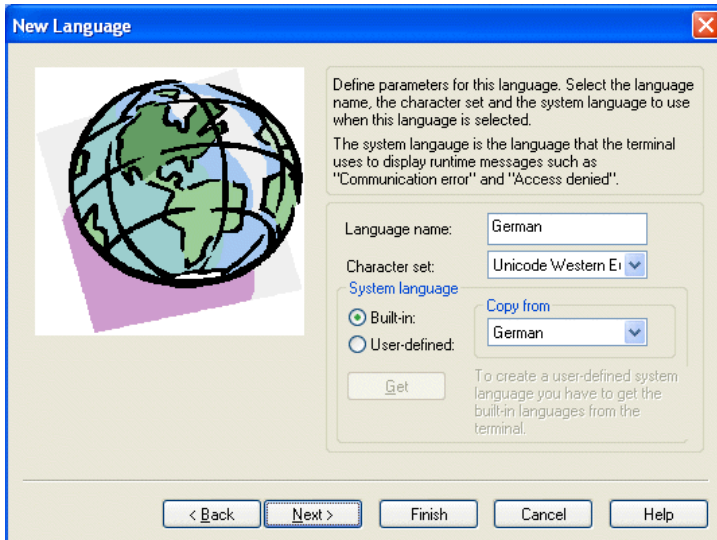 New Language
Define parameters for this language. Select the language
name, the character set and the system language to use
when this language is selected.
The system langauge is the language that the terminal
uses to display runtime messages such as
"Communication error" and "Access denied".
Language name:
German
Character set:
Unicode Western E
System language
Built-in:
User-defined:
Copy from
German
Get
To create a user-defined system
language you have to get the
built-in languages from the
terminal.
< Back
Next >
Finish
Cancel
Help